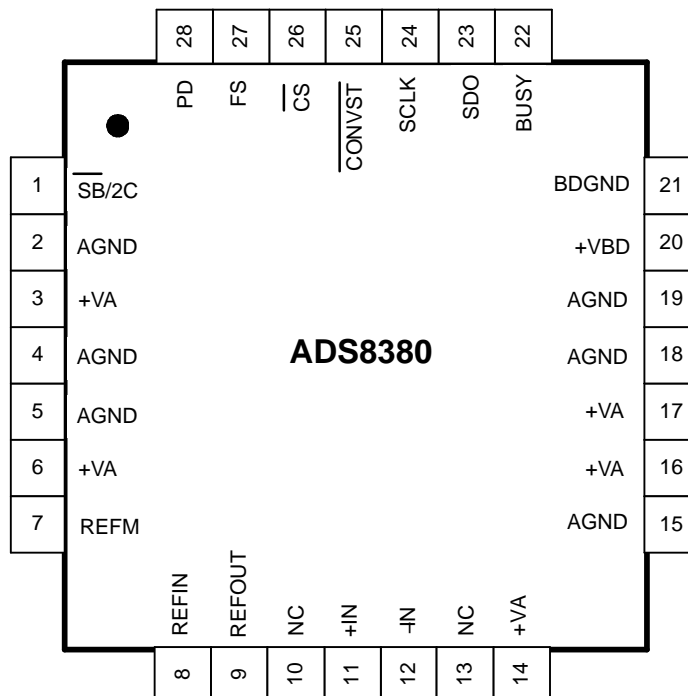 28 27 26 25 24 23 22
PD FS CS CONVST SCLK SDO BUSY
1 SB/2C
2 AGND
3 +VA
4 AGND
5 AGND
6 +VA
7 REFM
ADS8380
BDGND 21
+VBD 20
AGND 19
AGND 18
+VA 17
+VA 16
AGND 15
REFIN REFOUT NC +IN −IN NC +VA
8 9 10 11 12 13 14